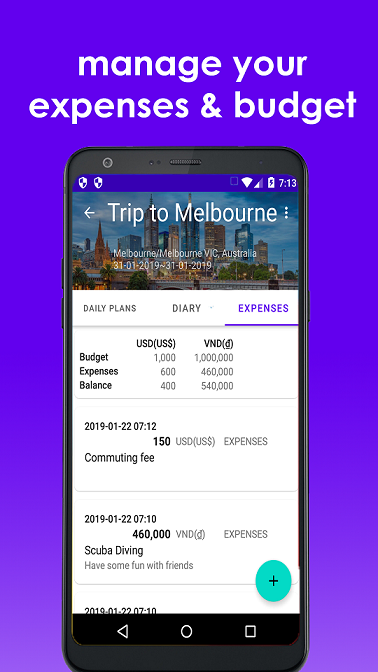 manage your
expenses & budget
7:13
Trip to Melbourne
Melbourne/Melbourne VIC, Australia
31-01-2019~31-01-2019
DAILY PLANS DIARY EXPENSES
USD(US$) VND(₫)
Budget 1,000 1,000,000
Expenses 600 460,000
Balance 400 540,000
2019-01-22 07:12
150 USD(US$) EXPENSES
Commuting fee
2019-01-22 07:10
460,000 VND(₫) EXPENSES
Scuba Diving
Have some fun with friends
+
2019-01-22 07:10